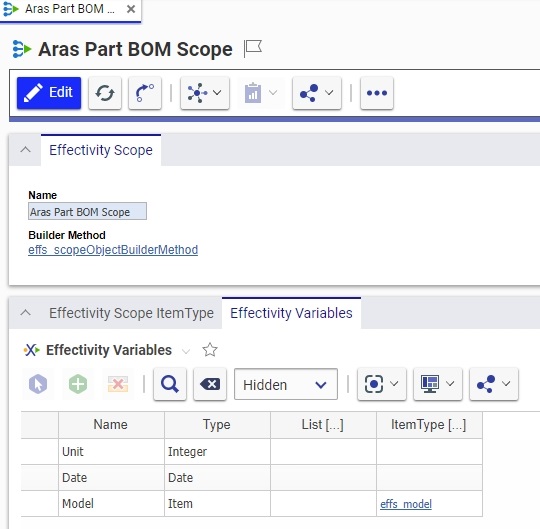 Aras Part BOM ...
Aras Part BOM Scope
Edit
Effectivity Scope
Name
Aras Part BOM Scope
Builder Method
effs_scopeObjectBuilderMethod
Effectivity Scope ItemType Effectivity Variables
Effectivity Variables
Hidden
Name Type List [...] ItemType [...]
Unit Integer
Date Date
Model Item effs_model